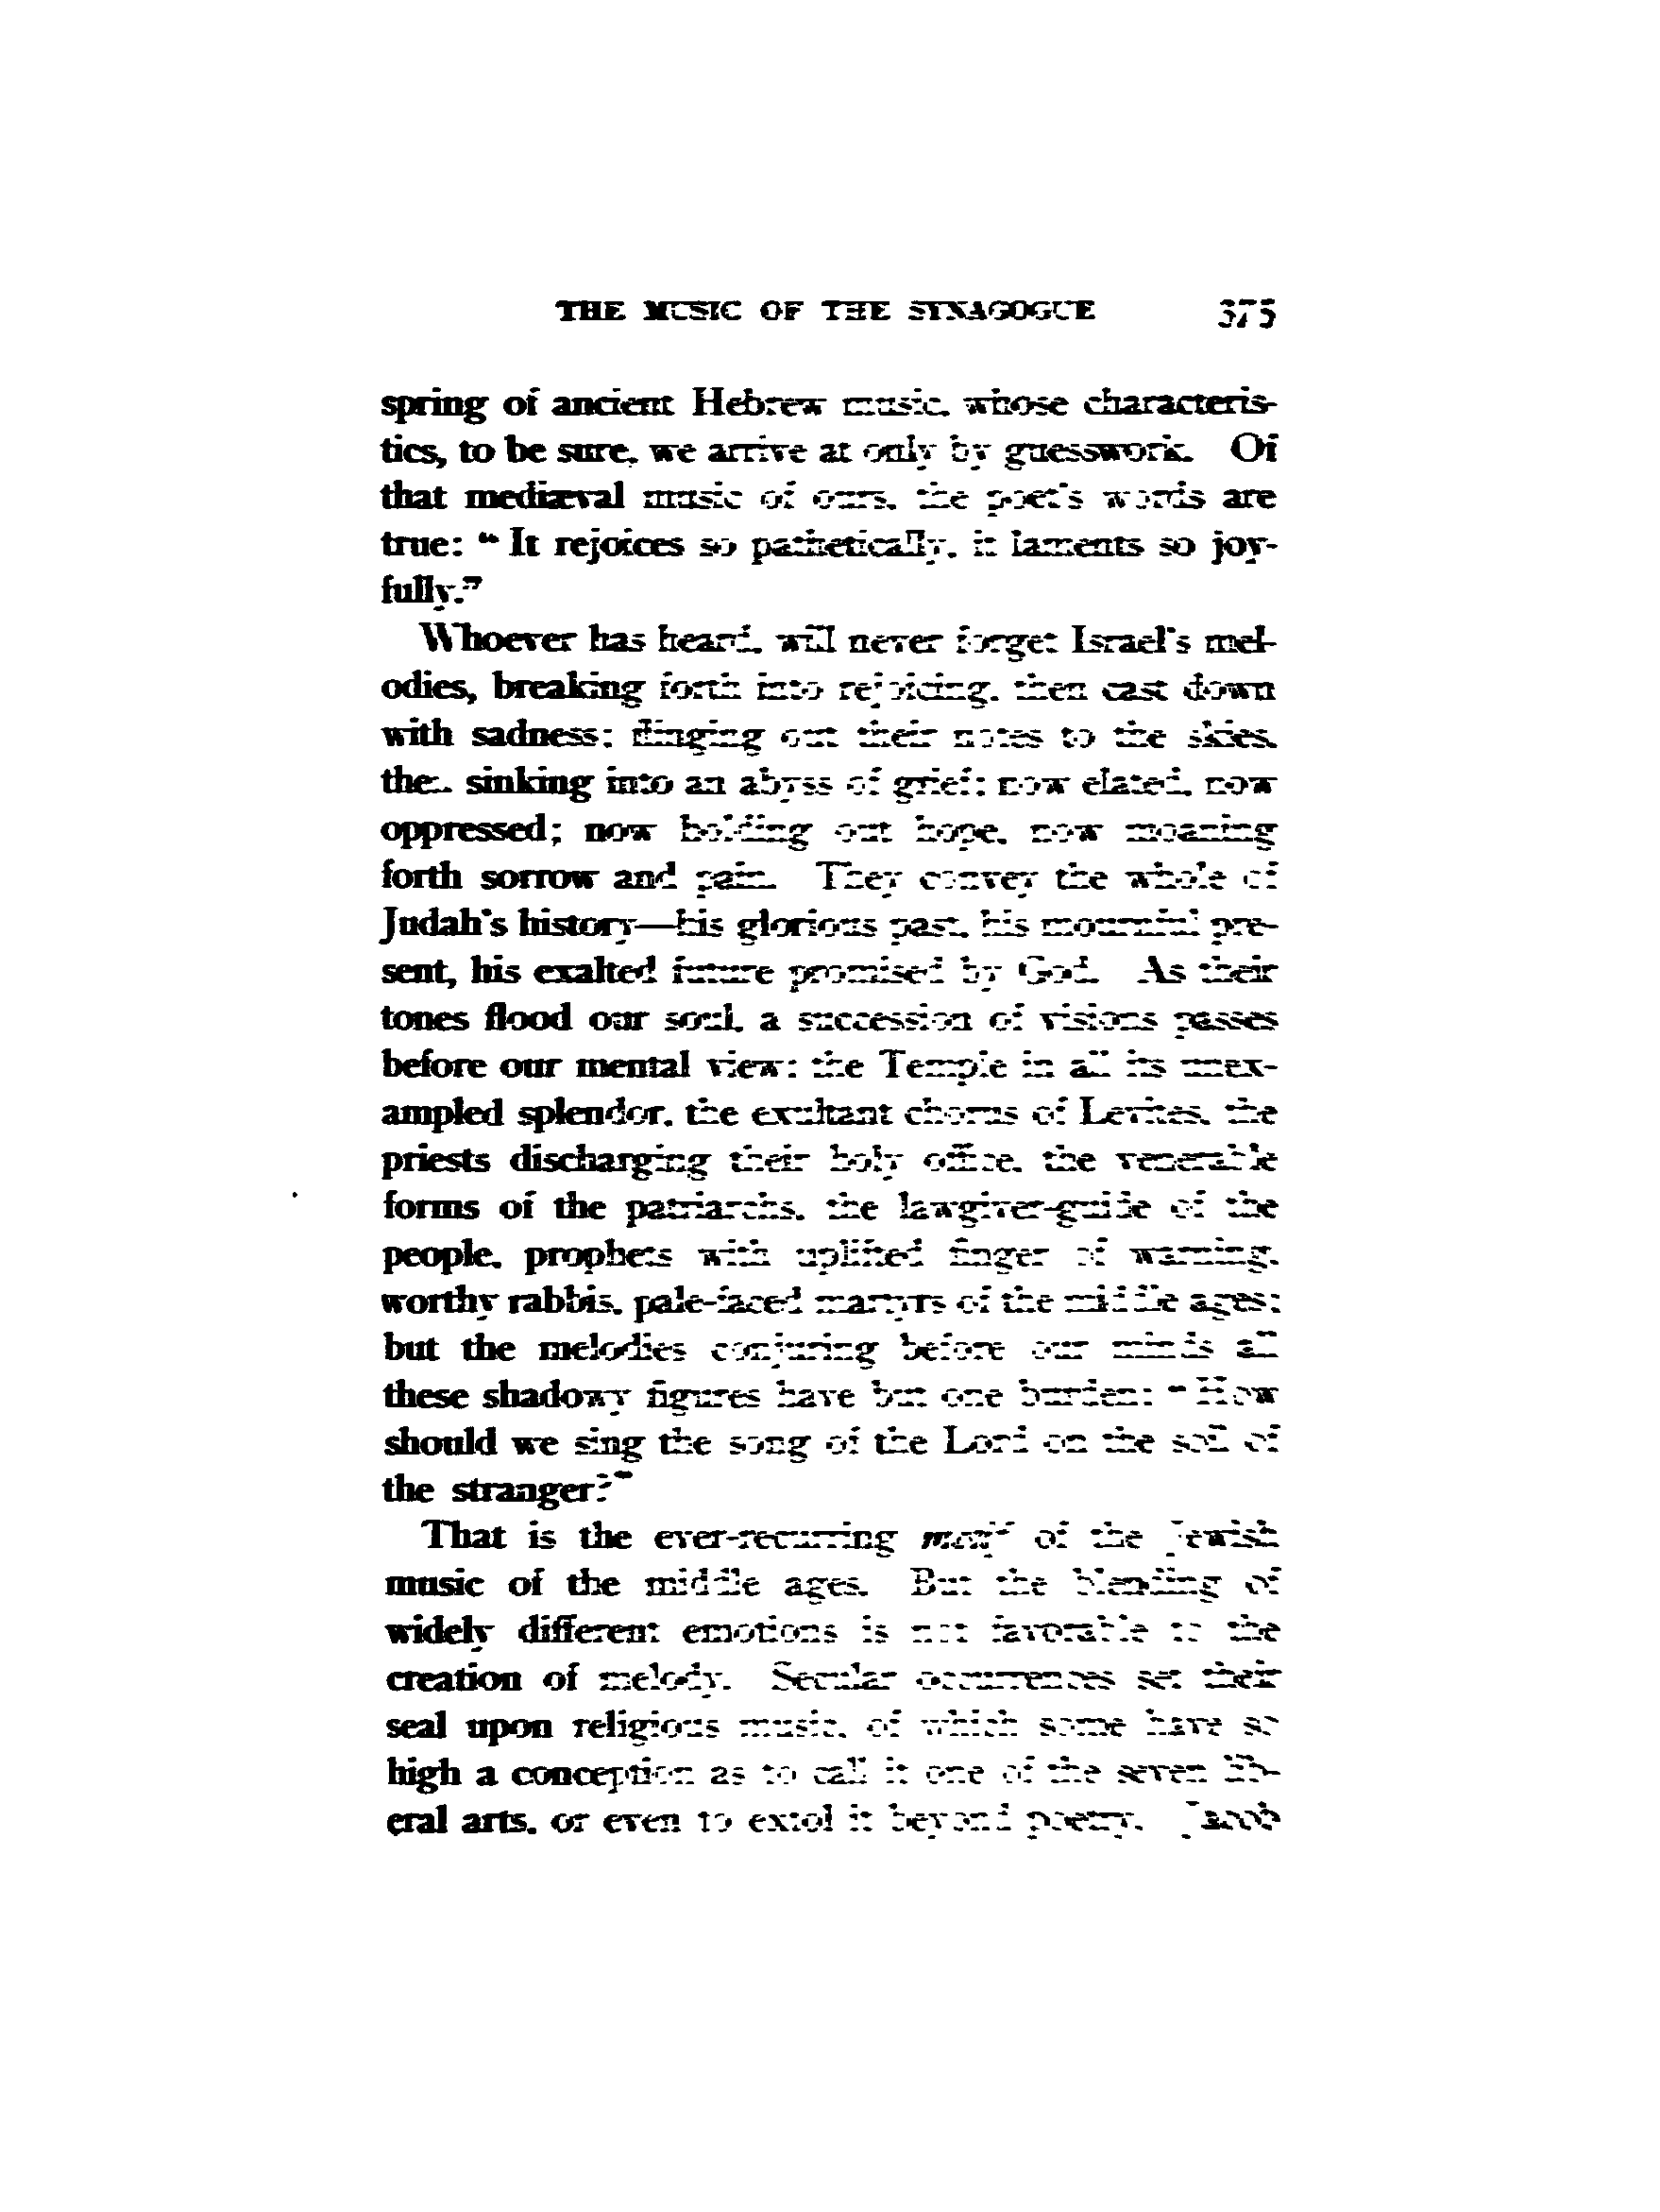 THE MUSIC OF THE SYNAGOGUE 375
spring of ancient Hebrew music, whose characteris-
tics, to be sure, we arrive at only by guesswork. Of
that mediæval music of ours, the poet's words are
true: “ It rejoices so pathetically, it laments so joy-
fully.”
Whoever has heard, will never forget Israel's mel-
odies, breaking forth into rejoicing, then cast down
with sadness; flinging out their notes to the skies,
then sinking into an abyss of grief; now elated, now
oppressed; now holding out hope, now moaning
forth sorrow and pain. They convey the whole of
Judah's history—his glorious past, his mournful pre-
sent, his exalted future promised by God. As their
tones flood our soul, a succession of visions passes
before our mental view: the Temple in all its unex-
ampled splendor, the exultant chorus of Levites, the
priests discharging their holy office, the venerable
forms of the patriarchs, the lawgiver-guide of the
people, prophets with uplifted finger of warning,
worthy rabbis, pale-faced martyrs of the middle ages;
but the melodies conjuring before our minds all
these shadowy figures have but one burden: “ How
should we sing the song of the Lord on the soil of
the stranger?”
That is the ever-recurring motif of the Jewish
music of the middle ages. But the blending of
widely different emotions is not favorable to the
creation of melody. Secular occurrences set their
seal upon religious music, of which some have so
high a conception as to call it one of the seven lib-
eral arts, or even to extol it beyond poetry. Jacob